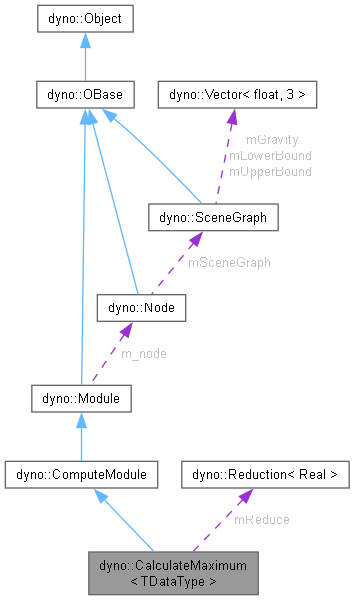 dyno::Object
dyno::OBase
dyno::Vector< float, 3 >
mGravity
mLowerBound
mUpperBound
dyno::SceneGraph
mSceneGraph
dyno::Node
m_node
dyno::Module
dyno::ComputeModule
dyno::Reduction< Real >
mReduce
dyno::CalculateMaximum
< TDataType >